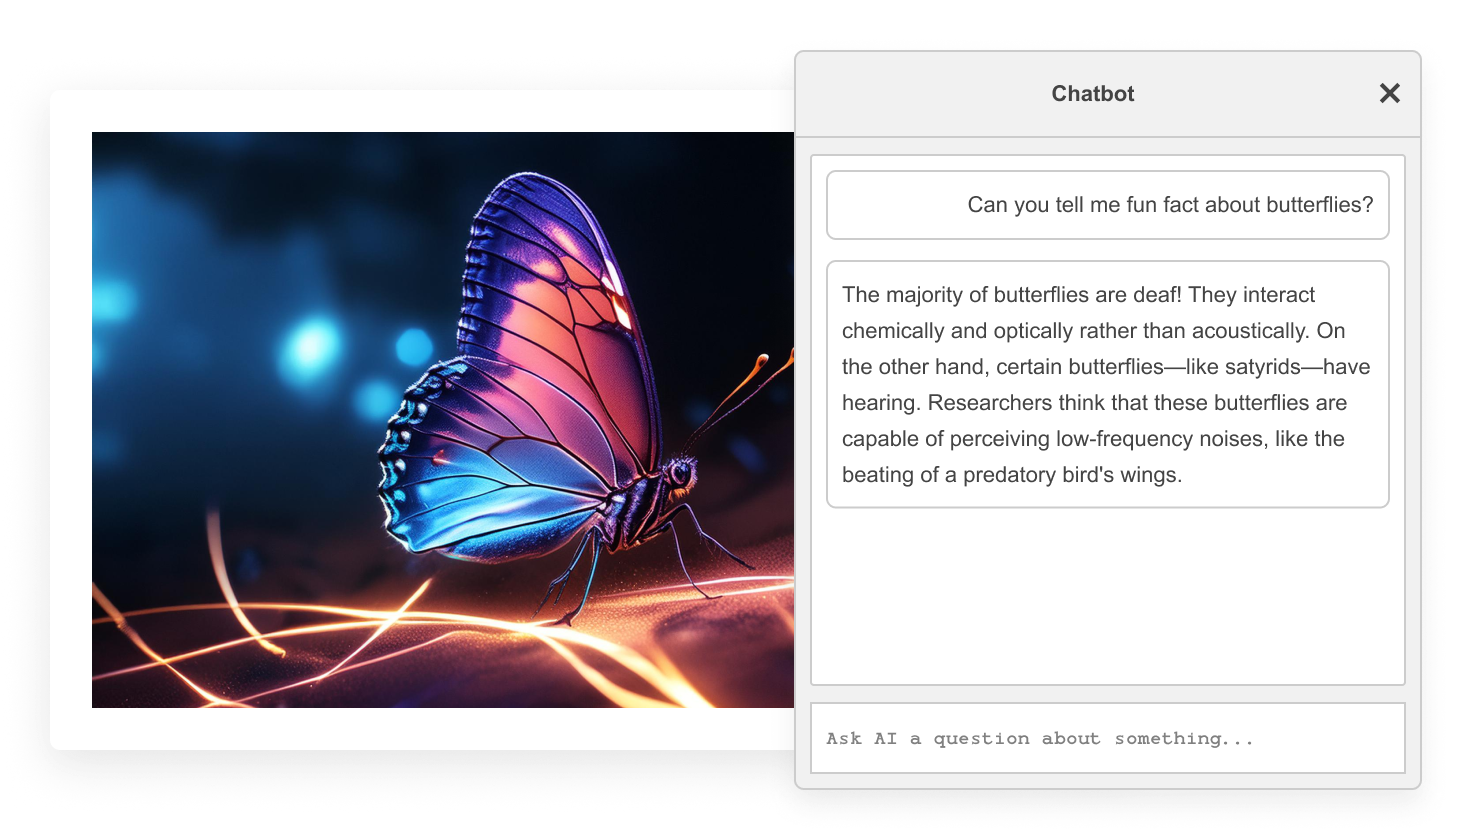 Chatbot
Can you tell me fun fact about butterflies?
The majority of butterflies are deaf! They interact
chemically and optically rather than acoustically. On
the other hand, certain butterflies—like satyrids—have
hearing. Researchers think that these butterflies are
capable of perceiving low-frequency noises, like the
beating of a predatory bird's wings.
Ask AI a question about something...